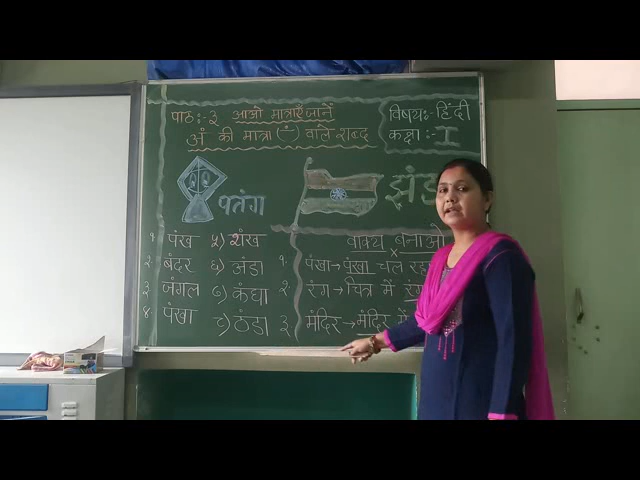 पाठ:- ३ आओ मात्राएँ जानें
अं की मात्रा (ं) वाले शब्द
विषय:- हिंदी
कक्षा :- I
पतंग
झंड
१ पंख
२ बंदर
३ जंगल
४ पंखा
५) शंख
६) अंडा
७) कंघा
८) ठंडा
वाक्य बनाओ
१. पंखा → पंखा चल रह
२. रंग → चित्र में रंग
३ मंदिर → मंदिर में